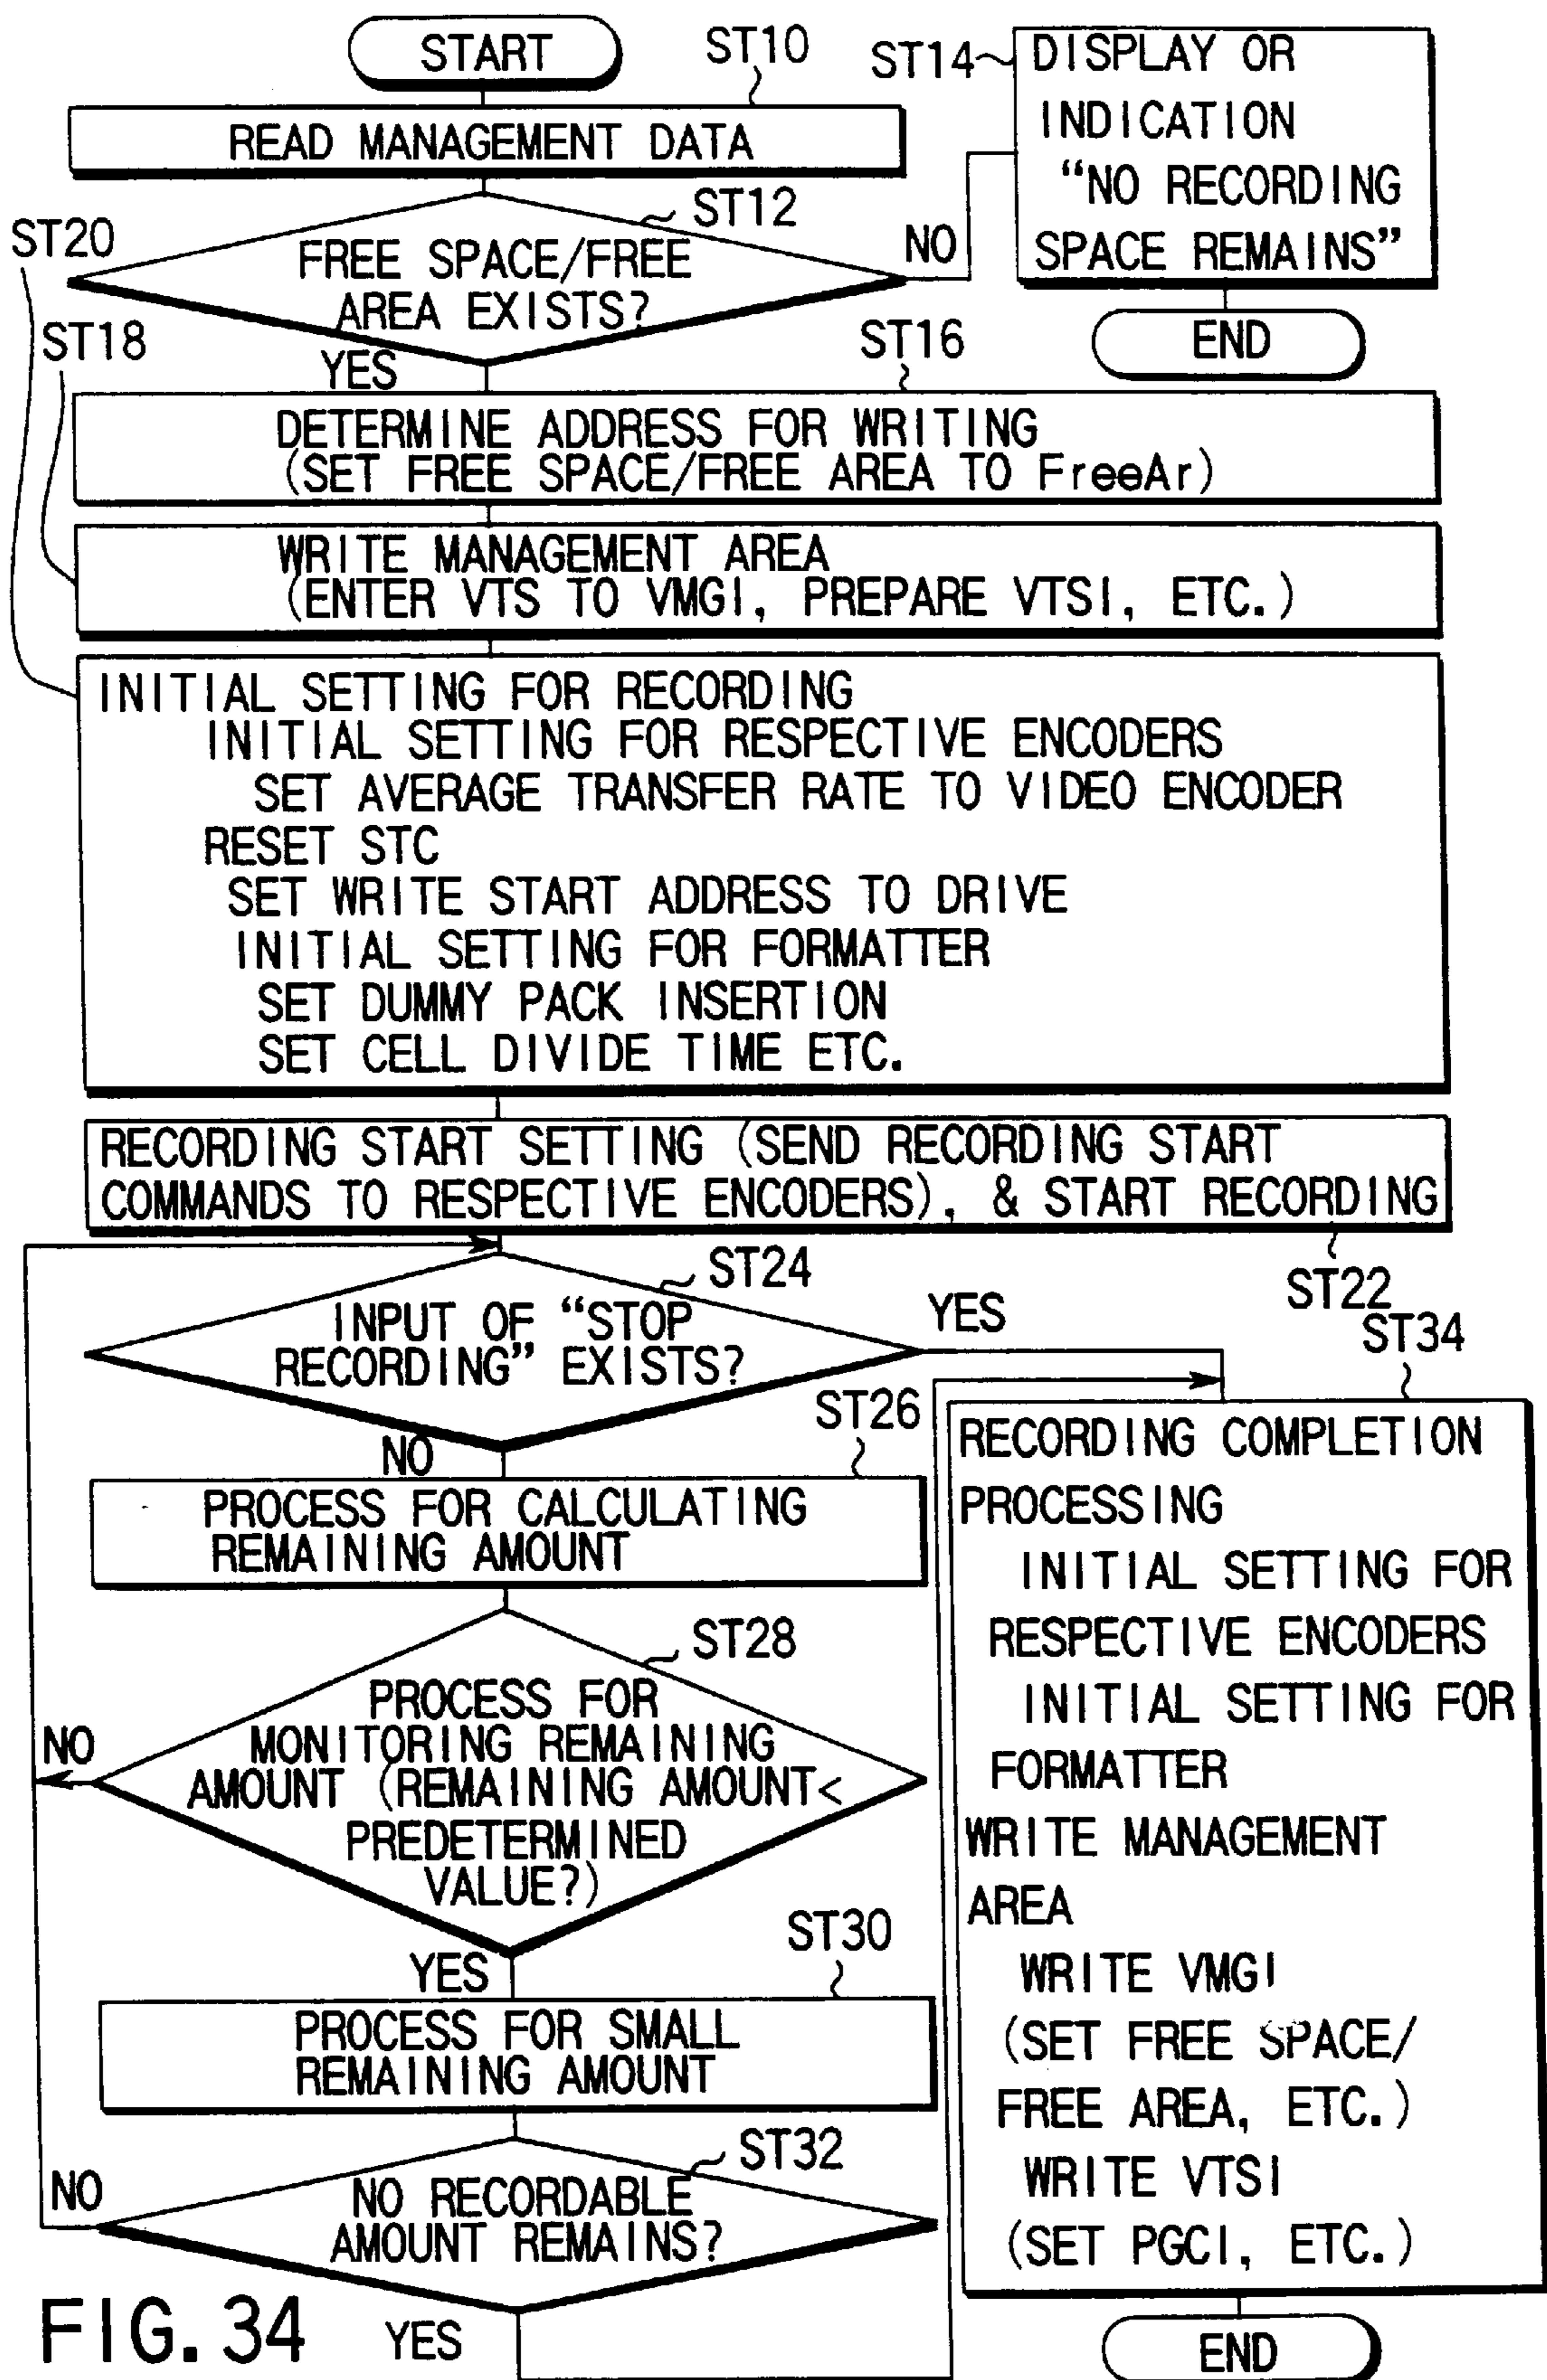 START
ST10
READ MANAGEMENT DATA
ST14
DISPLAY OR
INDICATION
“NO RECORDING
SPACE REMAINS”
END
ST12
FREE SPACE/FREE
AREA EXISTS?
NO
YES
ST20
ST18
ST16
DETERMINE ADDRESS FOR WRITING
(SET FREE SPACE/FREE AREA TO FreeAr)
WRITE MANAGEMENT AREA
(ENTER VTS TO VMGI, PREPARE VTSI, ETC.)
INITIAL SETTING FOR RECORDING
INITIAL SETTING FOR RESPECTIVE ENCODERS
SET AVERAGE TRANSFER RATE TO VIDEO ENCODER
RESET STC
SET WRITE START ADDRESS TO DRIVE
INITIAL SETTING FOR FORMATTER
SET DUMMY PACK INSERTION
SET CELL DIVIDE TIME ETC.
RECORDING START SETTING (SEND RECORDING START
COMMANDS TO RESPECTIVE ENCODERS), & START RECORDING
ST22
ST24
INPUT OF “STOP
RECORDING” EXISTS?
YES
NO
ST26
PROCESS FOR CALCULATING
REMAINING AMOUNT
ST28
PROCESS FOR
MONITORING REMAINING
AMOUNT (REMAINING AMOUNT<
PREDETERMINED
VALUE?)
NO
YES
ST30
PROCESS FOR SMALL
REMAINING AMOUNT
ST32
NO RECORDABLE
AMOUNT REMAINS?
NO
YES
ST34
RECORDING COMPLETION
PROCESSING
INITIAL SETTING FOR
RESPECTIVE ENCODERS
INITIAL SETTING FOR
FORMATTER
WRITE MANAGEMENT
AREA
WRITE VMGI
(SET FREE SPACE/
FREE AREA, ETC.)
WRITE VTSI
(SET PGCI, ETC.)
END
FIG. 34